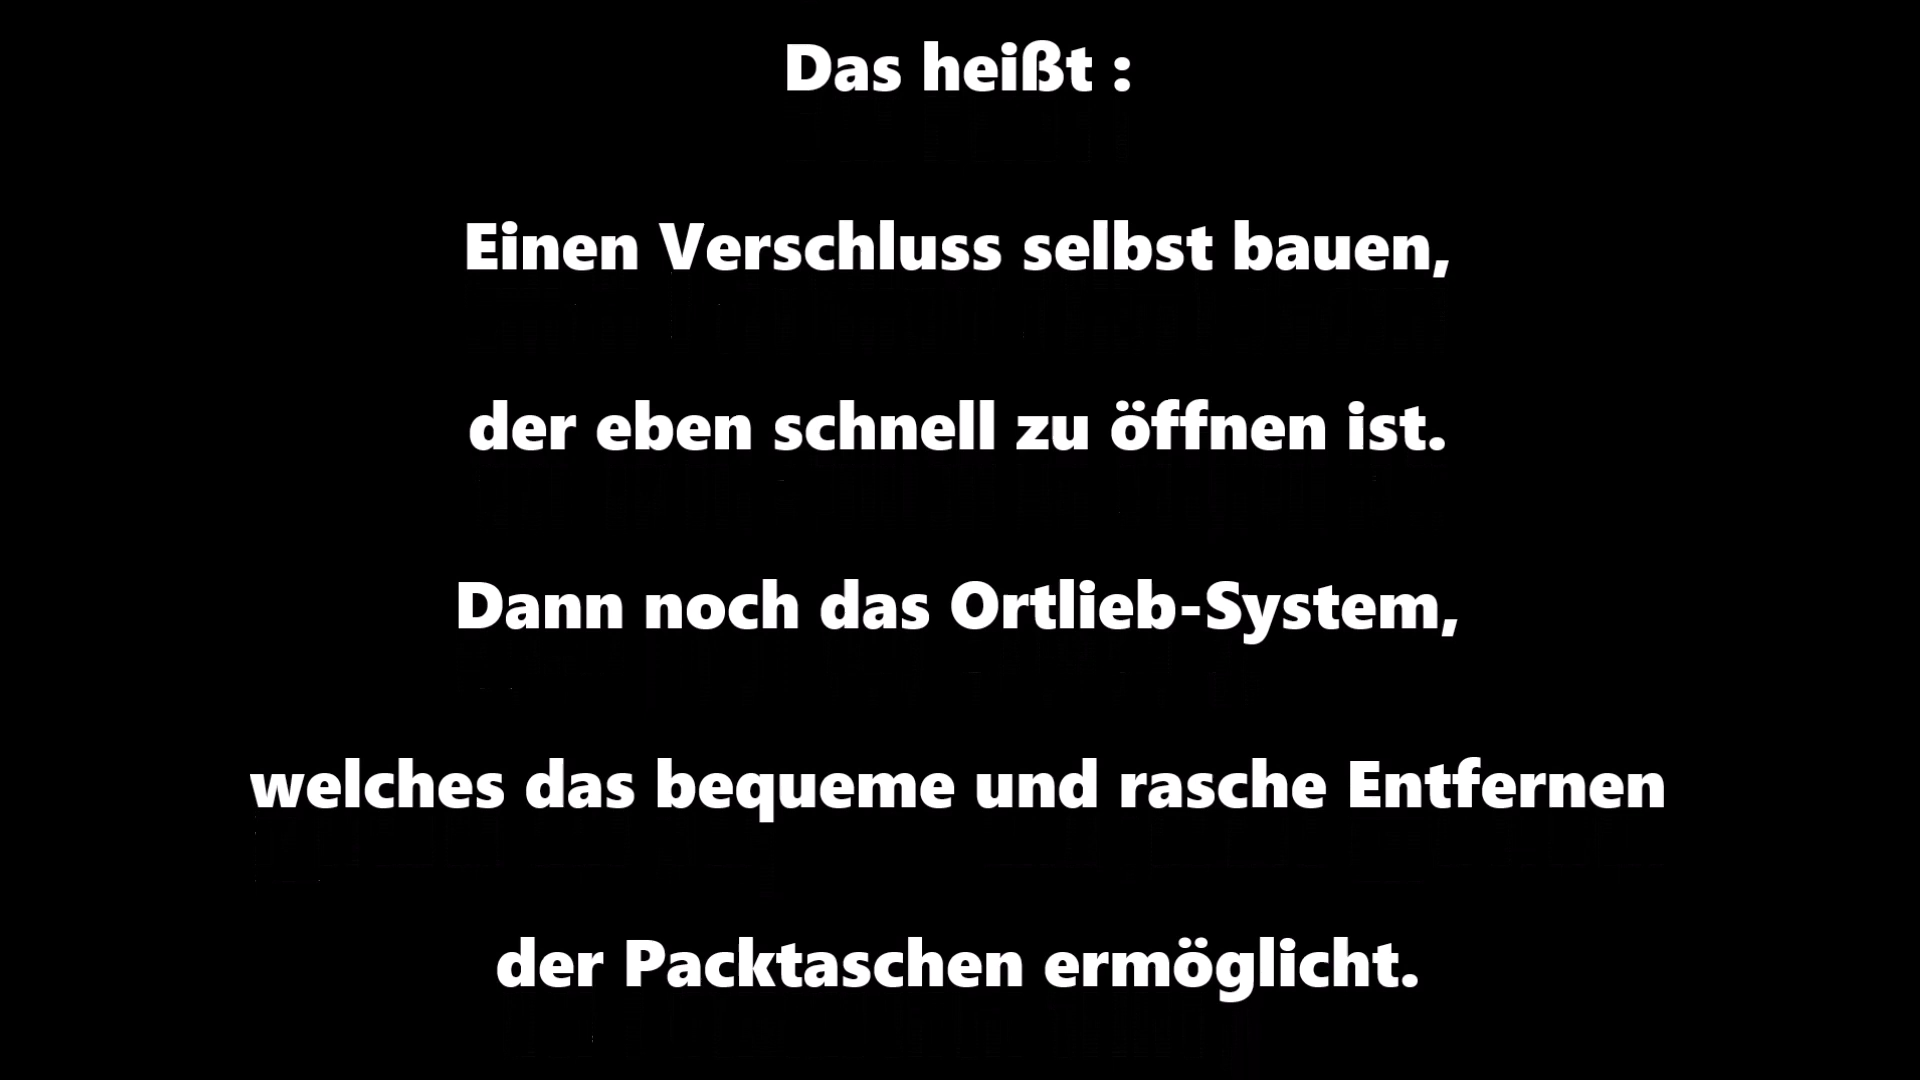 Das heißt :
Einen Verschluss selbst bauen,
der eben schnell zu öffnen ist.
Dann noch das Ortlieb-System,
welches das bequeme und rasche Entfernen
der Packtaschen ermöglicht.